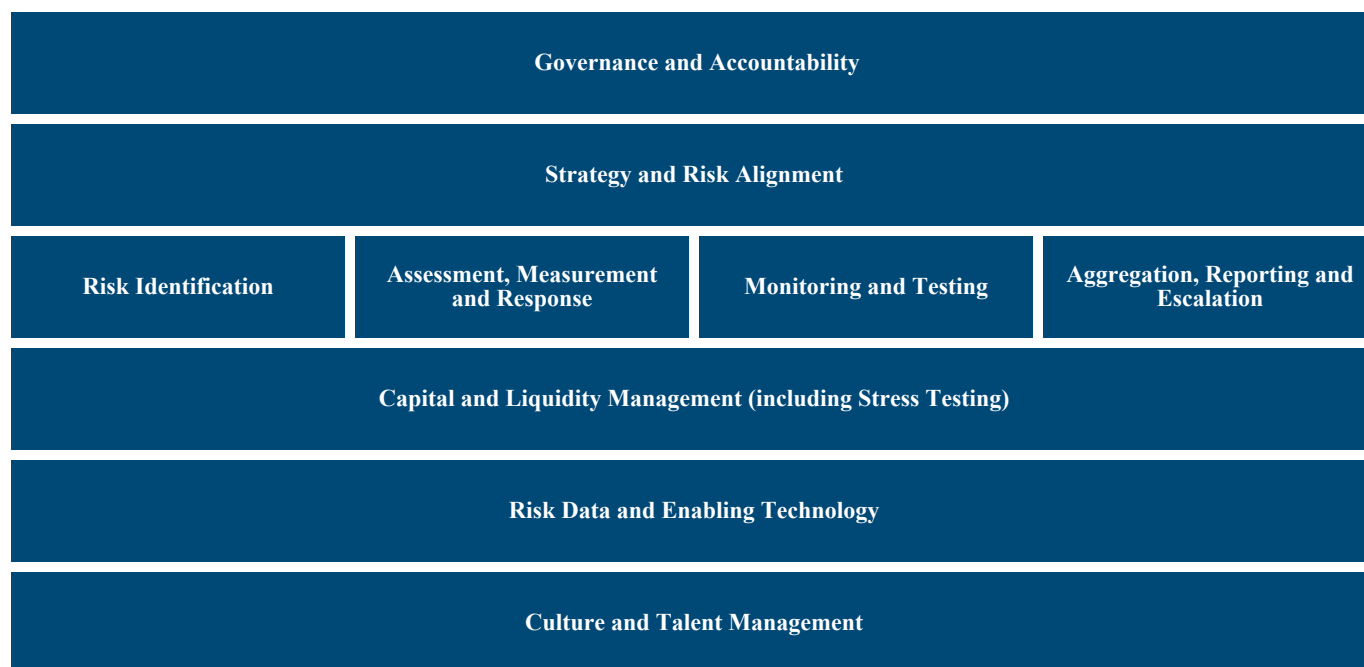 Governance and Accountability
Strategy and Risk Alignment
Risk Identification
Assessment, Measurement
and Response
Monitoring and Testing
Aggregation, Reporting and
Escalation
Capital and Liquidity Management (including Stress Testing)
Risk Data and Enabling Technology
Culture and Talent Management